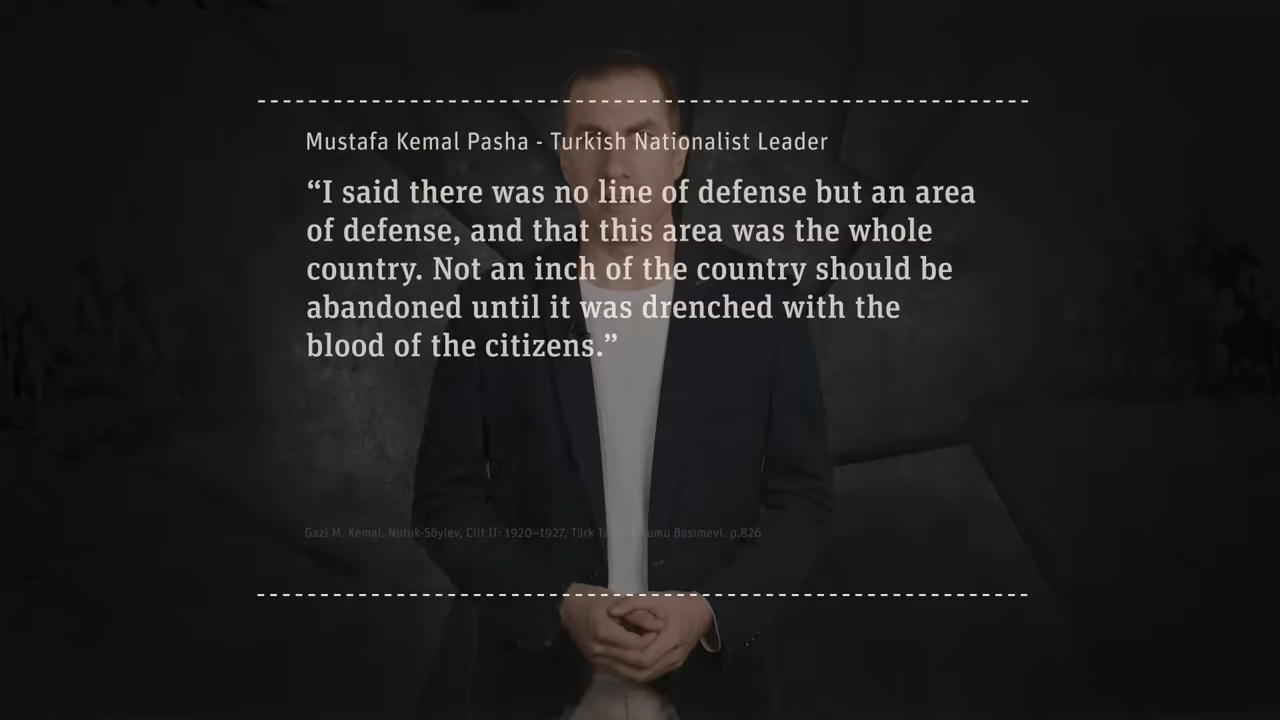 Mustafa Kemal Pasha - Turkish Nationalist Leader
“I said there was no line of defense but an area
of defense, and that this area was the whole
country. Not an inch of the country should be
abandoned until it was drenched with the
blood of the citizens.”
Gazi M. Kemal, Nutuk-Söylev, Cilt II: 1920–1927, Türk Basımevi. p.826